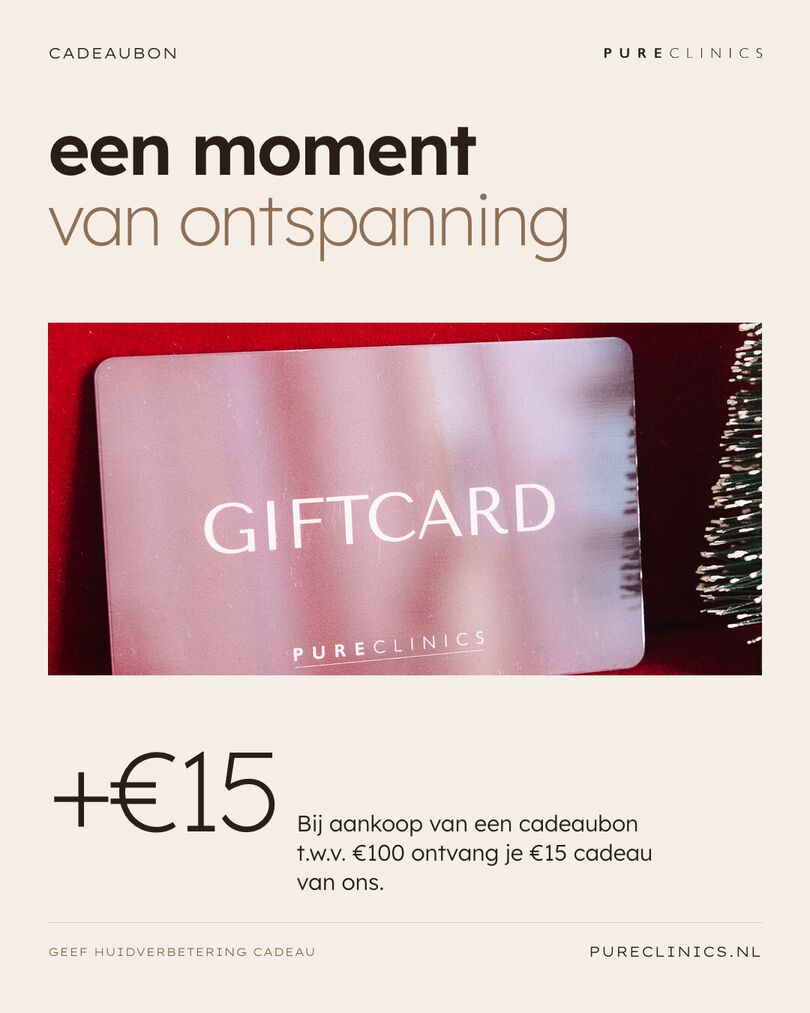 CADEAUBON
PURECLINICS
een moment
van ontspanning
GIFTCARD
PURECLINICS
+€15
Bij aankoop van een cadeaubon
t.w.v. €100 ontvang je €15 cadeau
van ons.
GEEF HUIDVERBETERING CADEAU
PURECLINICS.NL